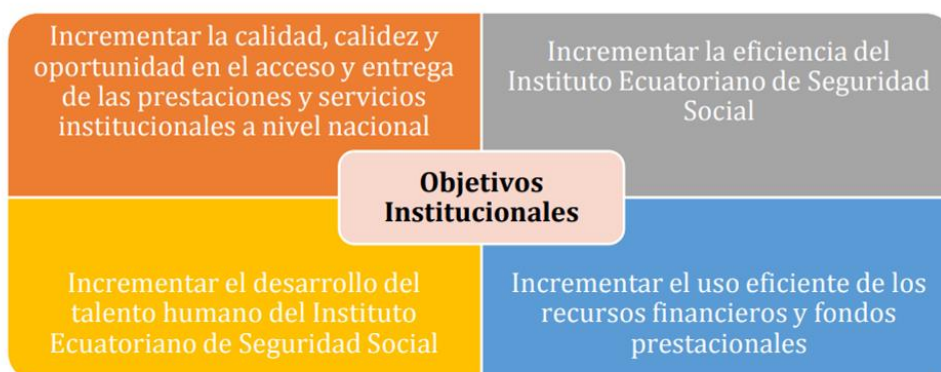 Incrementar la calidad, calidez y
oportunidad en el acceso y entrega
de las prestaciones y servicios
institucionales a nivel nacional
Incrementar la eficiencia del
Instituto Ecuatoriano de Seguridad
Social
Objetivos
Institucionales
Incrementar el desarrollo del
talento humano del Instituto
Ecuatoriano de Seguridad Social
Incrementar el uso eficiente de los
recursos financieros y fondos
prestacionales